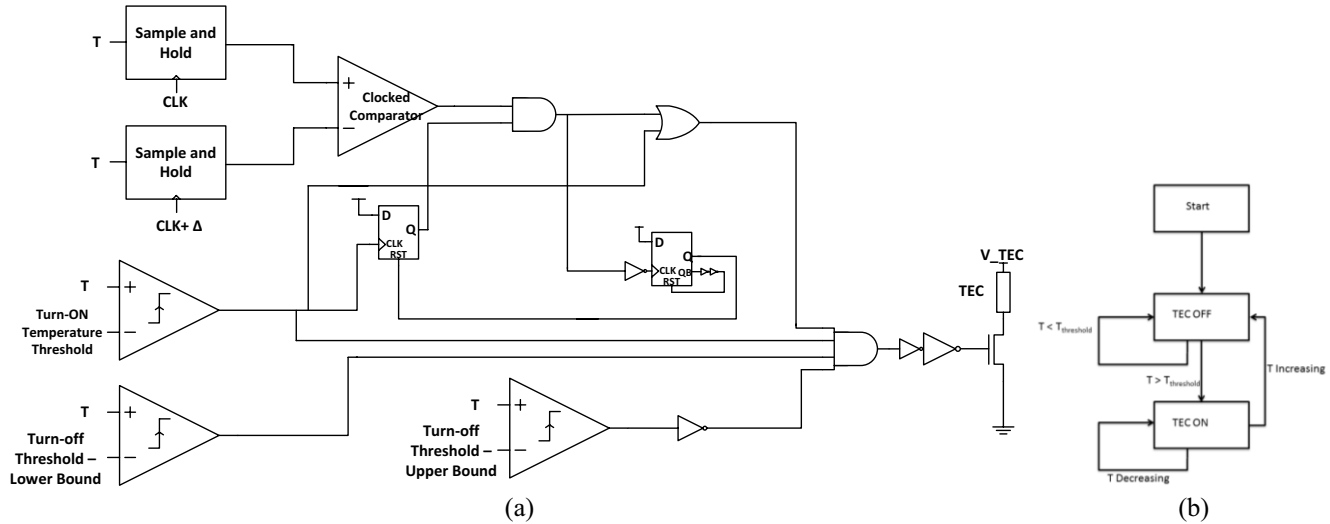 Sample and
Hold
T
CLK
+
−
Clocked
Comparator
Sample and
Hold
T
CLK+ Δ
D
Q
CLK
RST
D
Q
CLK QB
RST
T
+
−
Turn-ON
Temperature
Threshold
V_TEC
TEC
T
+
−
Turn-off
Threshold –
Lower Bound
T
+
−
Turn-off
Threshold –
Upper Bound
(a)
Start
TEC OFF
T < Tthreshold
T > Tthreshold
T Increasing
TEC ON
T Decreasing
(b)